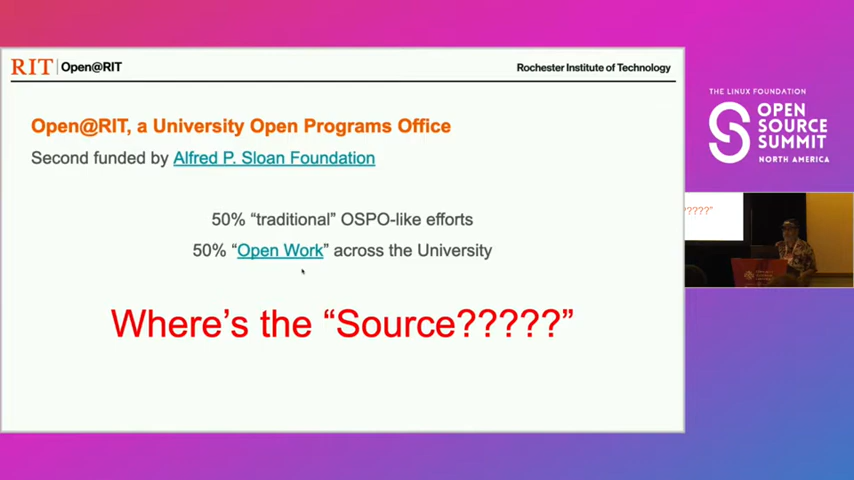 RIT Open@RIT
Rochester Institute of Technology
Open@RIT, a University Open Programs Office
Second funded by Alfred P. Sloan Foundation
50% “traditional” OSPO-like efforts
50% “Open Work” across the University
Where’s the “Source?????”
THE LINUX FOUNDATION
OPEN
SOURCE
SUMMIT
NORTH AMERICA
?????”